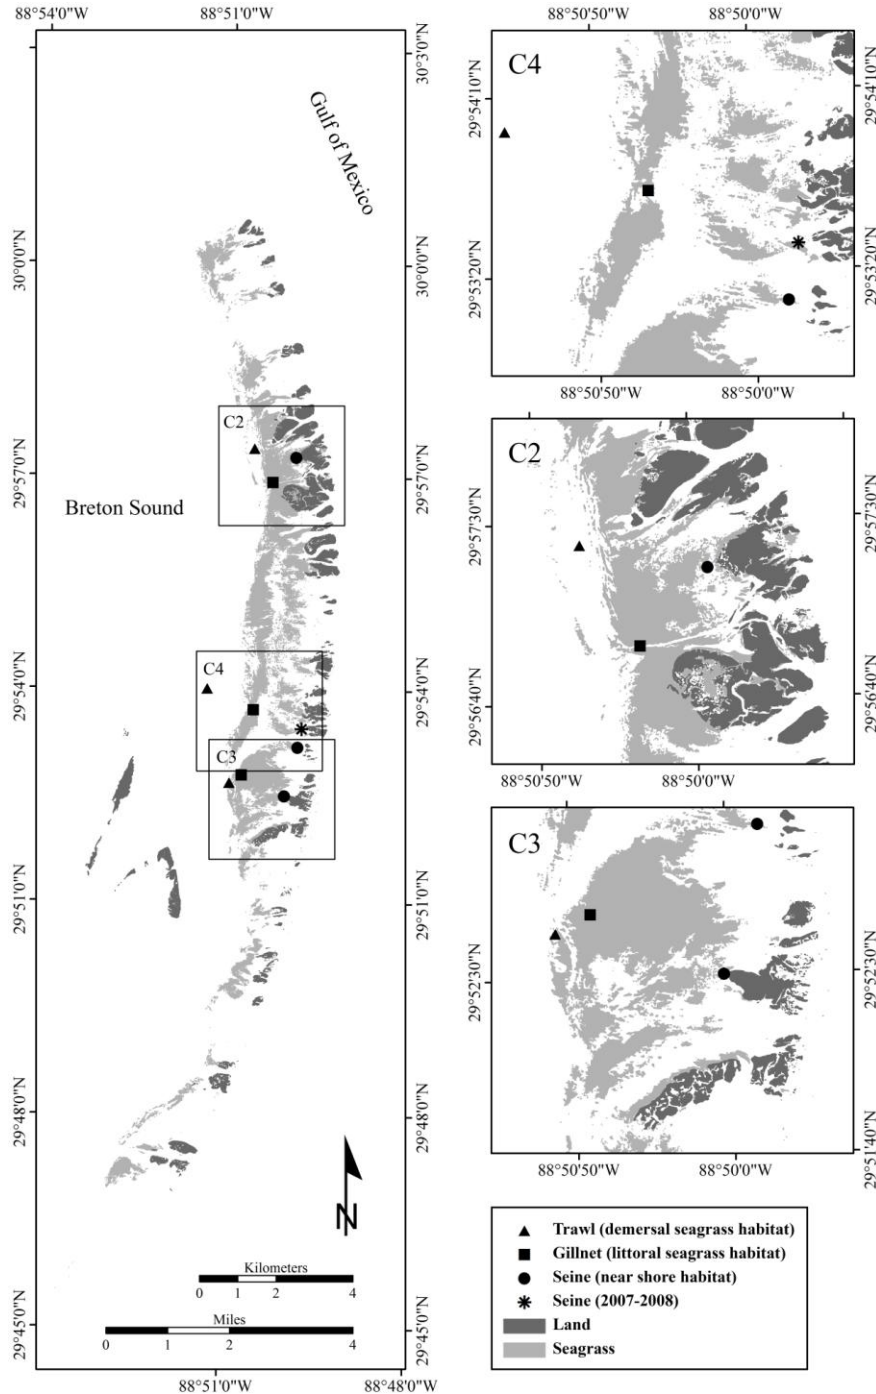 88°54'0"W
88°51'0"W
30°3'0"N
30°3'0"N
Gulf of Mexico
30°0'0"N
30°0'0"N
C2
29°57'0"N
29°57'0"N
Breton Sound
C4
29°54'0"N
29°54'0"N
C3
29°51'0"N
29°51'0"N
29°48'0"N
29°48'0"N
N
Kilometers
0 1 2 4
Miles
0 1 2 4
29°45'0"N
29°45'0"N
88°51'0"W
88°48'0"W
88°50'50"W
88°50'0"W
C4
29°54'10"N
29°54'10"N
29°53'20"N
29°53'20"N
88°50'50"W
88°50'0"W
C2
29°57'30"N
29°57'30"N
29°56'40"N
29°56'40"N
88°50'50"W
88°50'0"W
C3
29°52'30"N
29°52'30"N
29°51'40"N
88°50'50"W
88°50'0"W
Trawl (demersal seagrass habitat)
Gillnet (littoral seagrass habitat)
Seine (near shore habitat)
Seine (2007-2008)
Land
Seagrass